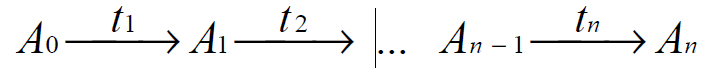 A₀ —t₁→ A₁ —t₂→ |... Aₙ₋₁ —tₙ→ Aₙ